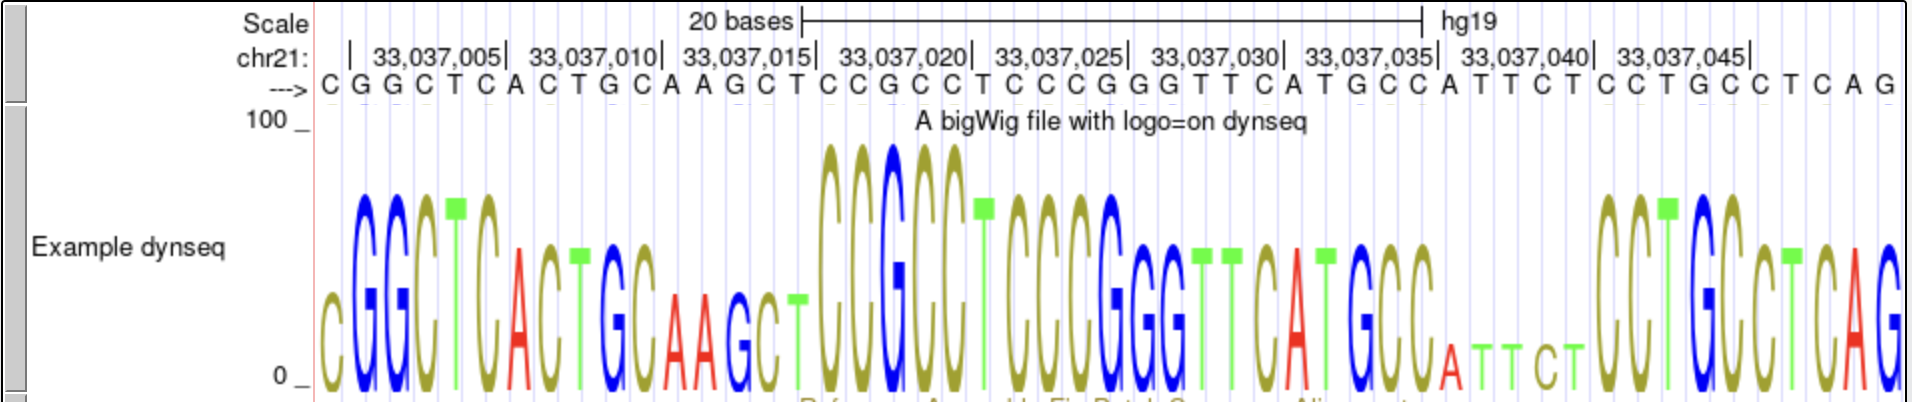 Scale 20 bases hg19
chr21: 33,037,005 33,037,010 33,037,015 33,037,020 33,037,025 33,037,030 33,037,035 33,037,040 33,037,045
---> C G G C T C A C T G C A A G C T C C G C C T C C C G G G T T C A T G C C A T T C T C C T G C C T C A G
100 _ A bigWig file with logo=on dynseq
Example dynseq
CGGCTCACTGCAAGCTCCGCCTCCCGGGTTCATGCCATTCTCCTGCCTCAG
0 _